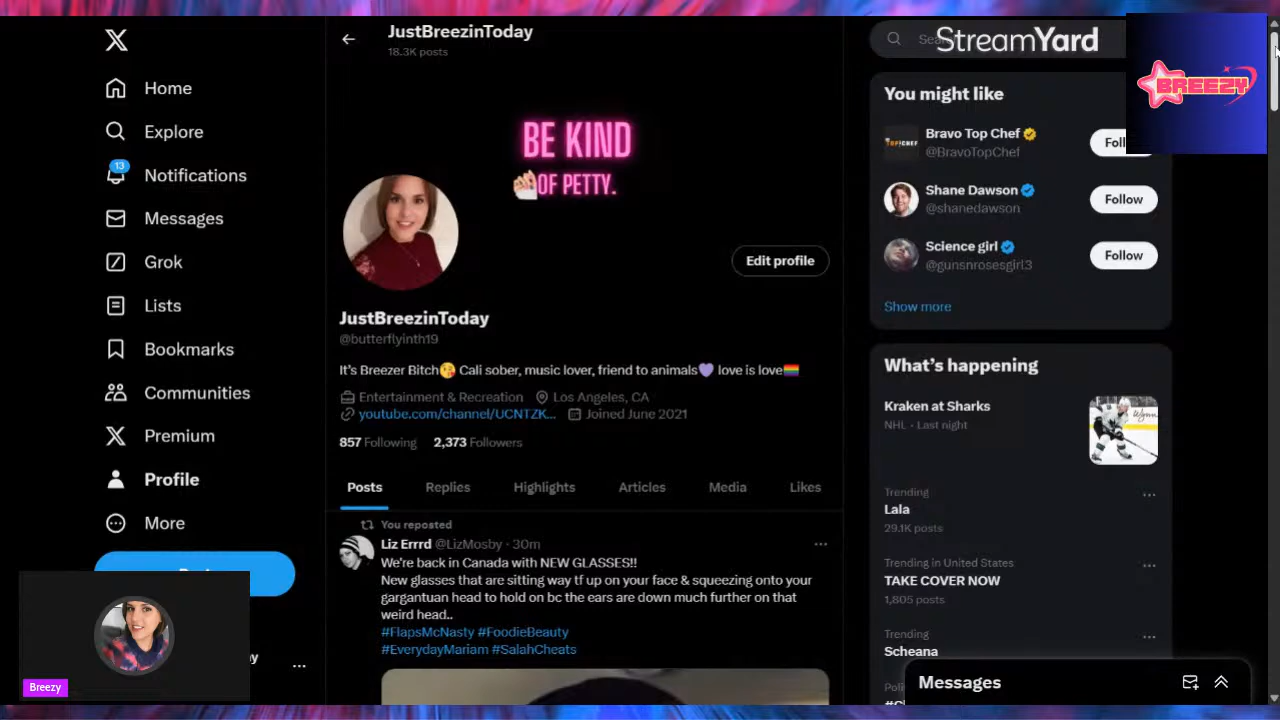 JustBreezinToday
18.3K posts
StreamYard
BREEZY
Home
Explore
13
Notifications
Messages
Grok
Lists
Bookmarks
Communities
Premium
Profile
More
Breezy
BE KIND
OF PETTY.
Edit profile
JustBreezinToday
@butterflyinth19
It's Breezer Bitch😘 Cali sober, music lover, friend to animals💜 love is love🏳️‍🌈
Entertainment & Recreation Los Angeles, CA
youtube.com/channel/UCNTZK... Joined June 2021
857 Following 2,373 Followers
Posts Replies Highlights Articles Media Likes
You reposted
Liz Errrd @LizMosby · 30m
We're back in Canada with NEW GLASSES!!
New glasses that are sitting way tf up on your face & squeezing onto your
gargantuan head to hold on bc the ears are down much further on that
weird head..
#FlapsMcNasty #FoodieBeauty
#EverydayMariam #SalahCheats
You might like
Bravo Top Chef
@BravoTopChef
Shane Dawson
@shanedawson
Follow
Science girl
@gunsnrosesgirl3
Follow
Show more
What's happening
Kraken at Sharks
NHL · Last night
Trending
Lala
29.1K posts
Trending in United States
TAKE COVER NOW
1,805 posts
Trending
Scheana
Messages